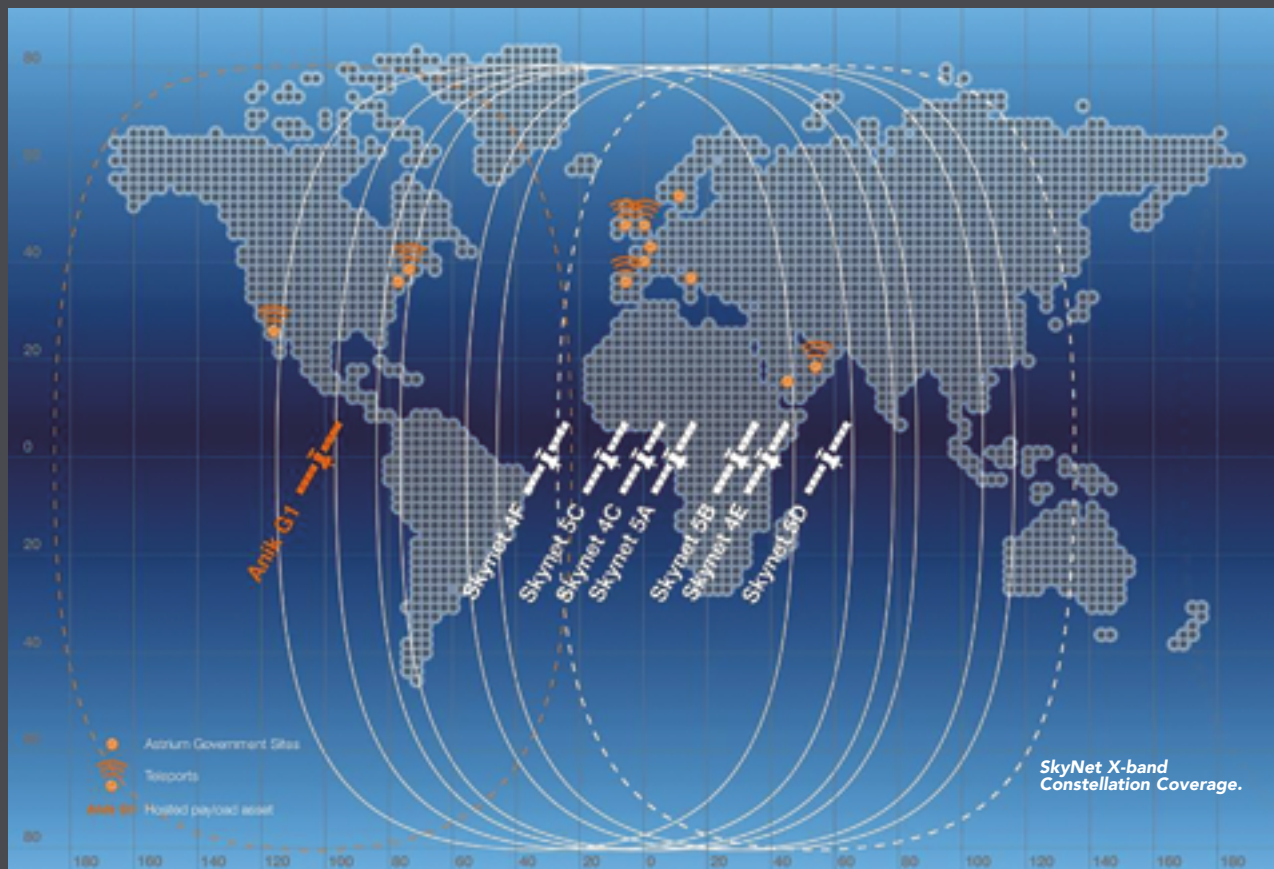 80
60
40
20
0
20
40
60
80
Anik G1
Skynet 4F
Skynet 5C
Skynet 4C
Skynet 5A
Skynet 5B
Skynet 4E
Skynet 5D
Astrium Government Sites
Teleports
Anik G1 Hosted payload asset
SkyNet X-band
Constellation Coverage.
180 160 140 120 100 80 60 40 20 0 20 40 60 80 100 120 140 160 180